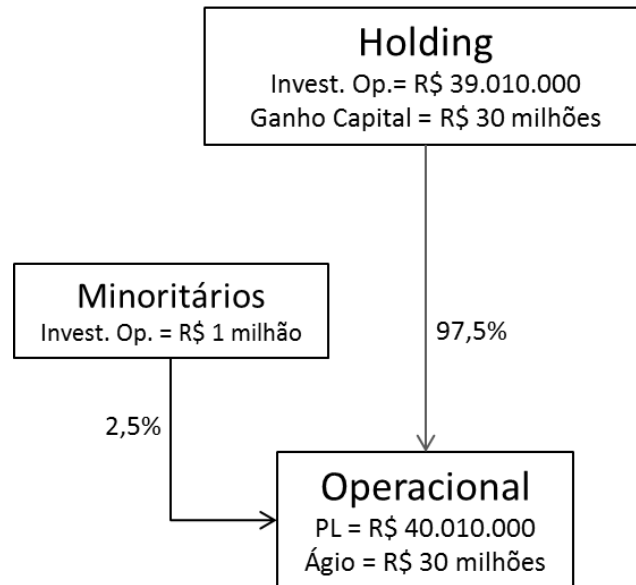 Holding
Invest. Op.= R$ 39.010.000
Ganho Capital = R$ 30 milhões
Minoritários
Invest. Op. = R$ 1 milhão
97,5%
2,5%
Operacional
PL = R$ 40.010.000
Ágio = R$ 30 milhões